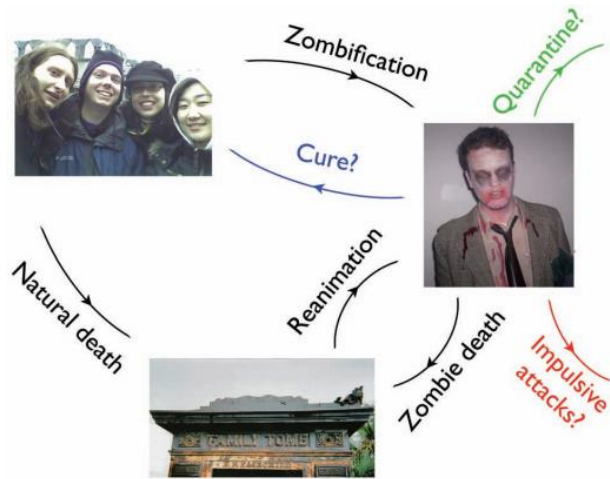 Zombification
Quarantine?
Cure?
Natural death
Reanimation
Zombie death
Impulsive
attacks?
FAMILY TOMB